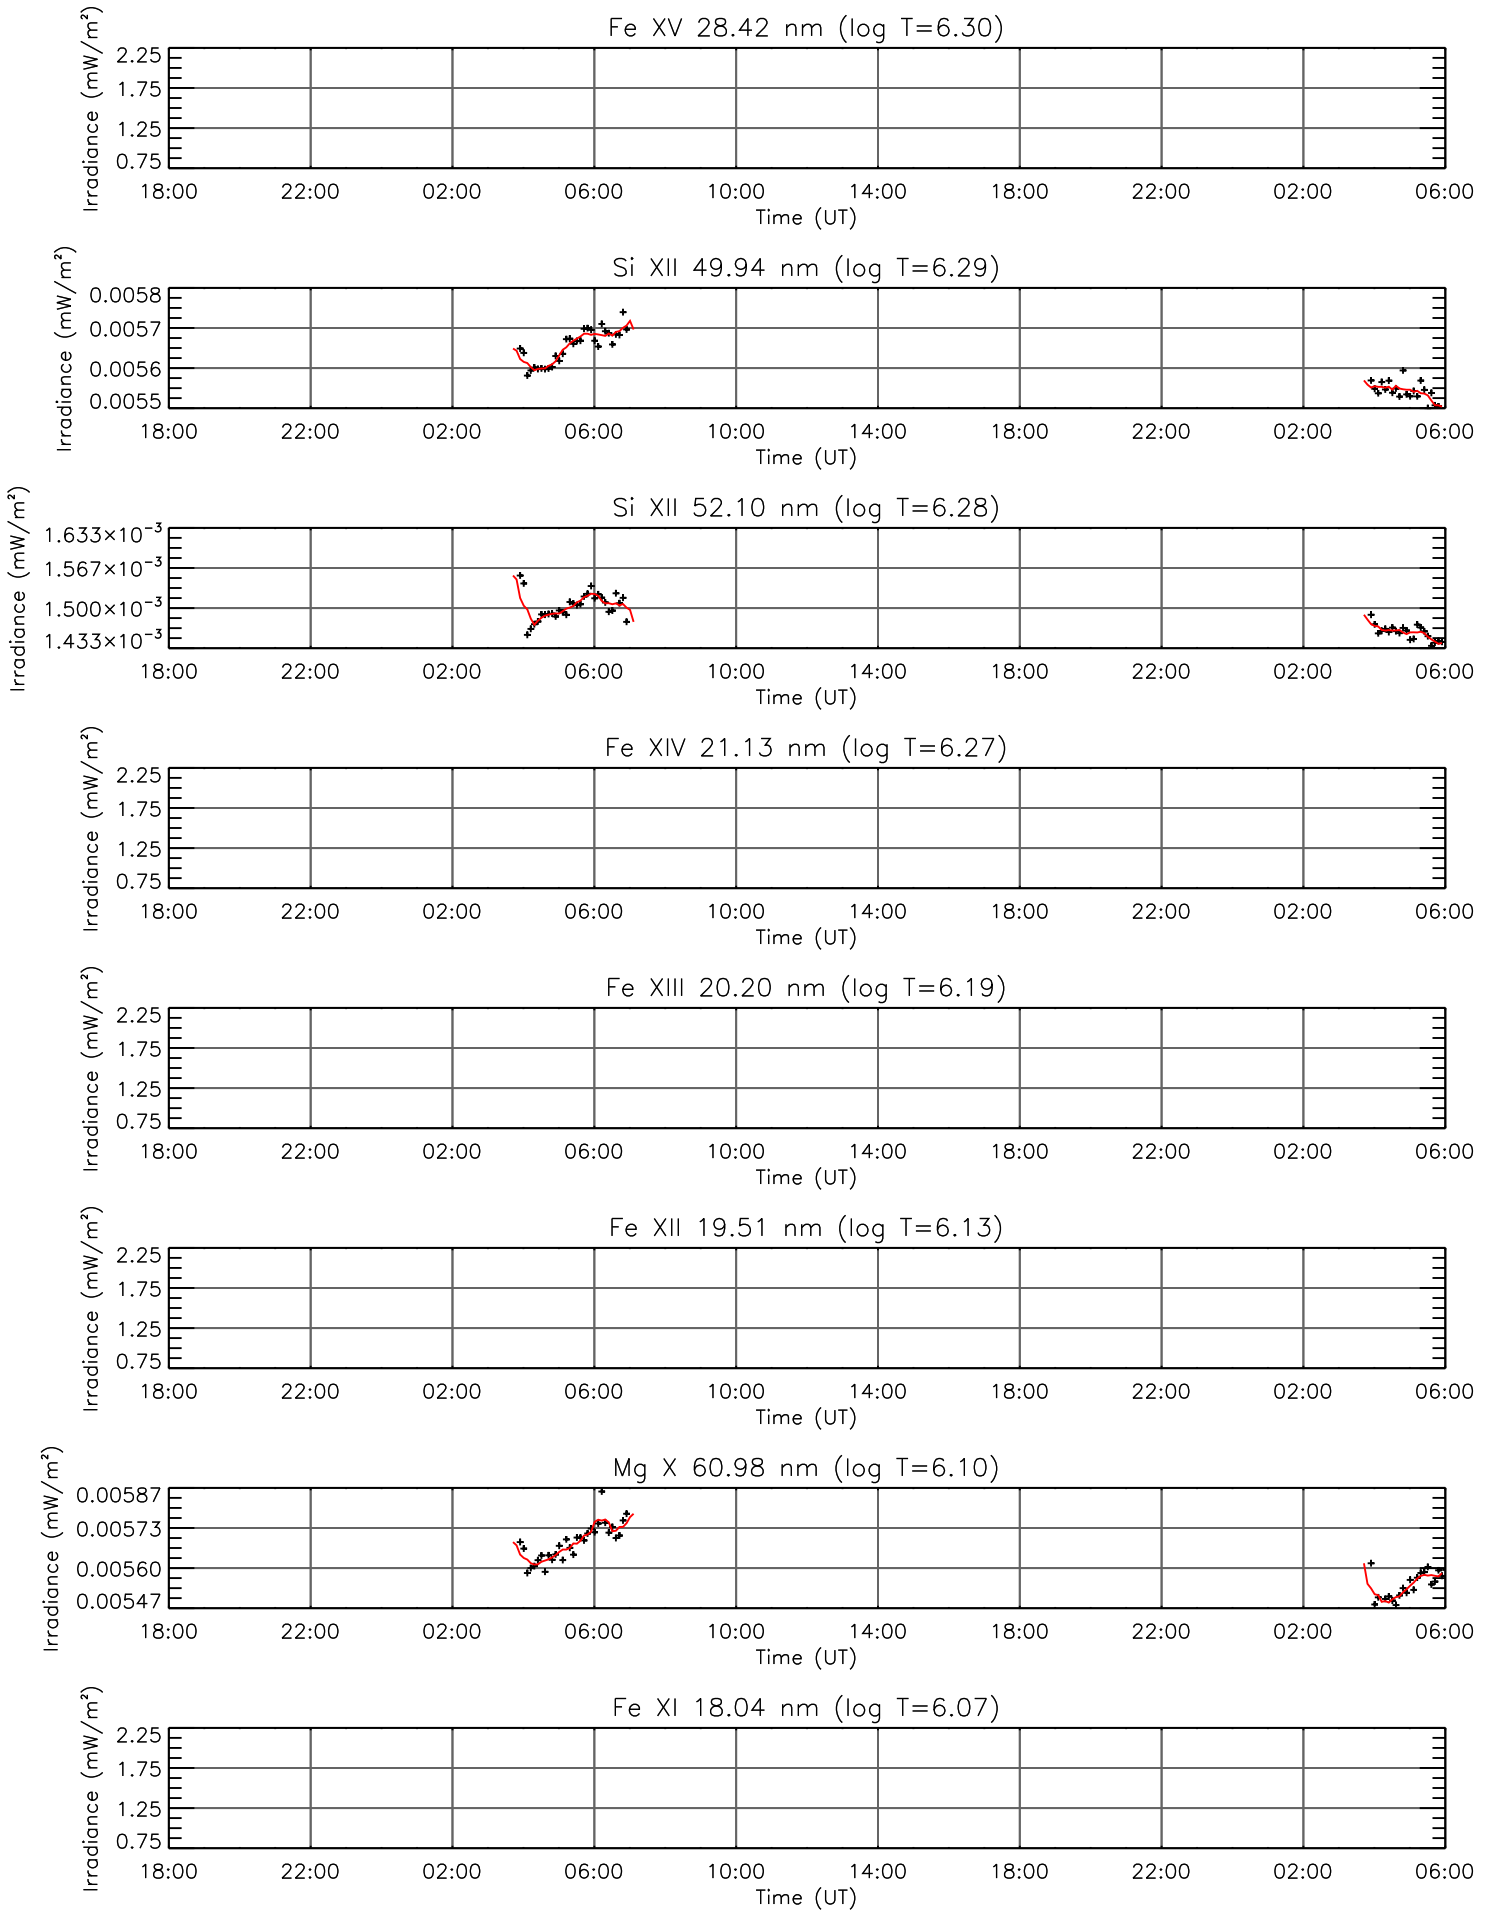 Fe XV 28.42 nm (log T=6.30)
Irradiance (mW/m²)
2.25
1.75
1.25
0.75
18:00 22:00 02:00 06:00 10:00 14:00 18:00 22:00 02:00 06:00
Time (UT)
Si XII 49.94 nm (log T=6.29)
Irradiance (mW/m²)
0.0058
0.0057
0.0056
0.0055
18:00 22:00 02:00 06:00 10:00 14:00 18:00 22:00 02:00 06:00
Time (UT)
Si XII 52.10 nm (log T=6.28)
Irradiance (mW/m²)
1.633×10⁻³
1.567×10⁻³
1.500×10⁻³
1.433×10⁻³
18:00 22:00 02:00 06:00 10:00 14:00 18:00 22:00 02:00 06:00
Time (UT)
Fe XIV 21.13 nm (log T=6.27)
Irradiance (mW/m²)
2.25
1.75
1.25
0.75
18:00 22:00 02:00 06:00 10:00 14:00 18:00 22:00 02:00 06:00
Time (UT)
Fe XIII 20.20 nm (log T=6.19)
Irradiance (mW/m²)
2.25
1.75
1.25
0.75
18:00 22:00 02:00 06:00 10:00 14:00 18:00 22:00 02:00 06:00
Time (UT)
Fe XII 19.51 nm (log T=6.13)
Irradiance (mW/m²)
2.25
1.75
1.25
0.75
18:00 22:00 02:00 06:00 10:00 14:00 18:00 22:00 02:00 06:00
Time (UT)
Mg X 60.98 nm (log T=6.10)
Irradiance (mW/m²)
0.00587
0.00573
0.00560
0.00547
18:00 22:00 02:00 06:00 10:00 14:00 18:00 22:00 02:00 06:00
Time (UT)
Fe XI 18.04 nm (log T=6.07)
Irradiance (mW/m²)
2.25
1.75
1.25
0.75
18:00 22:00 02:00 06:00 10:00 14:00 18:00 22:00 02:00 06:00
Time (UT)